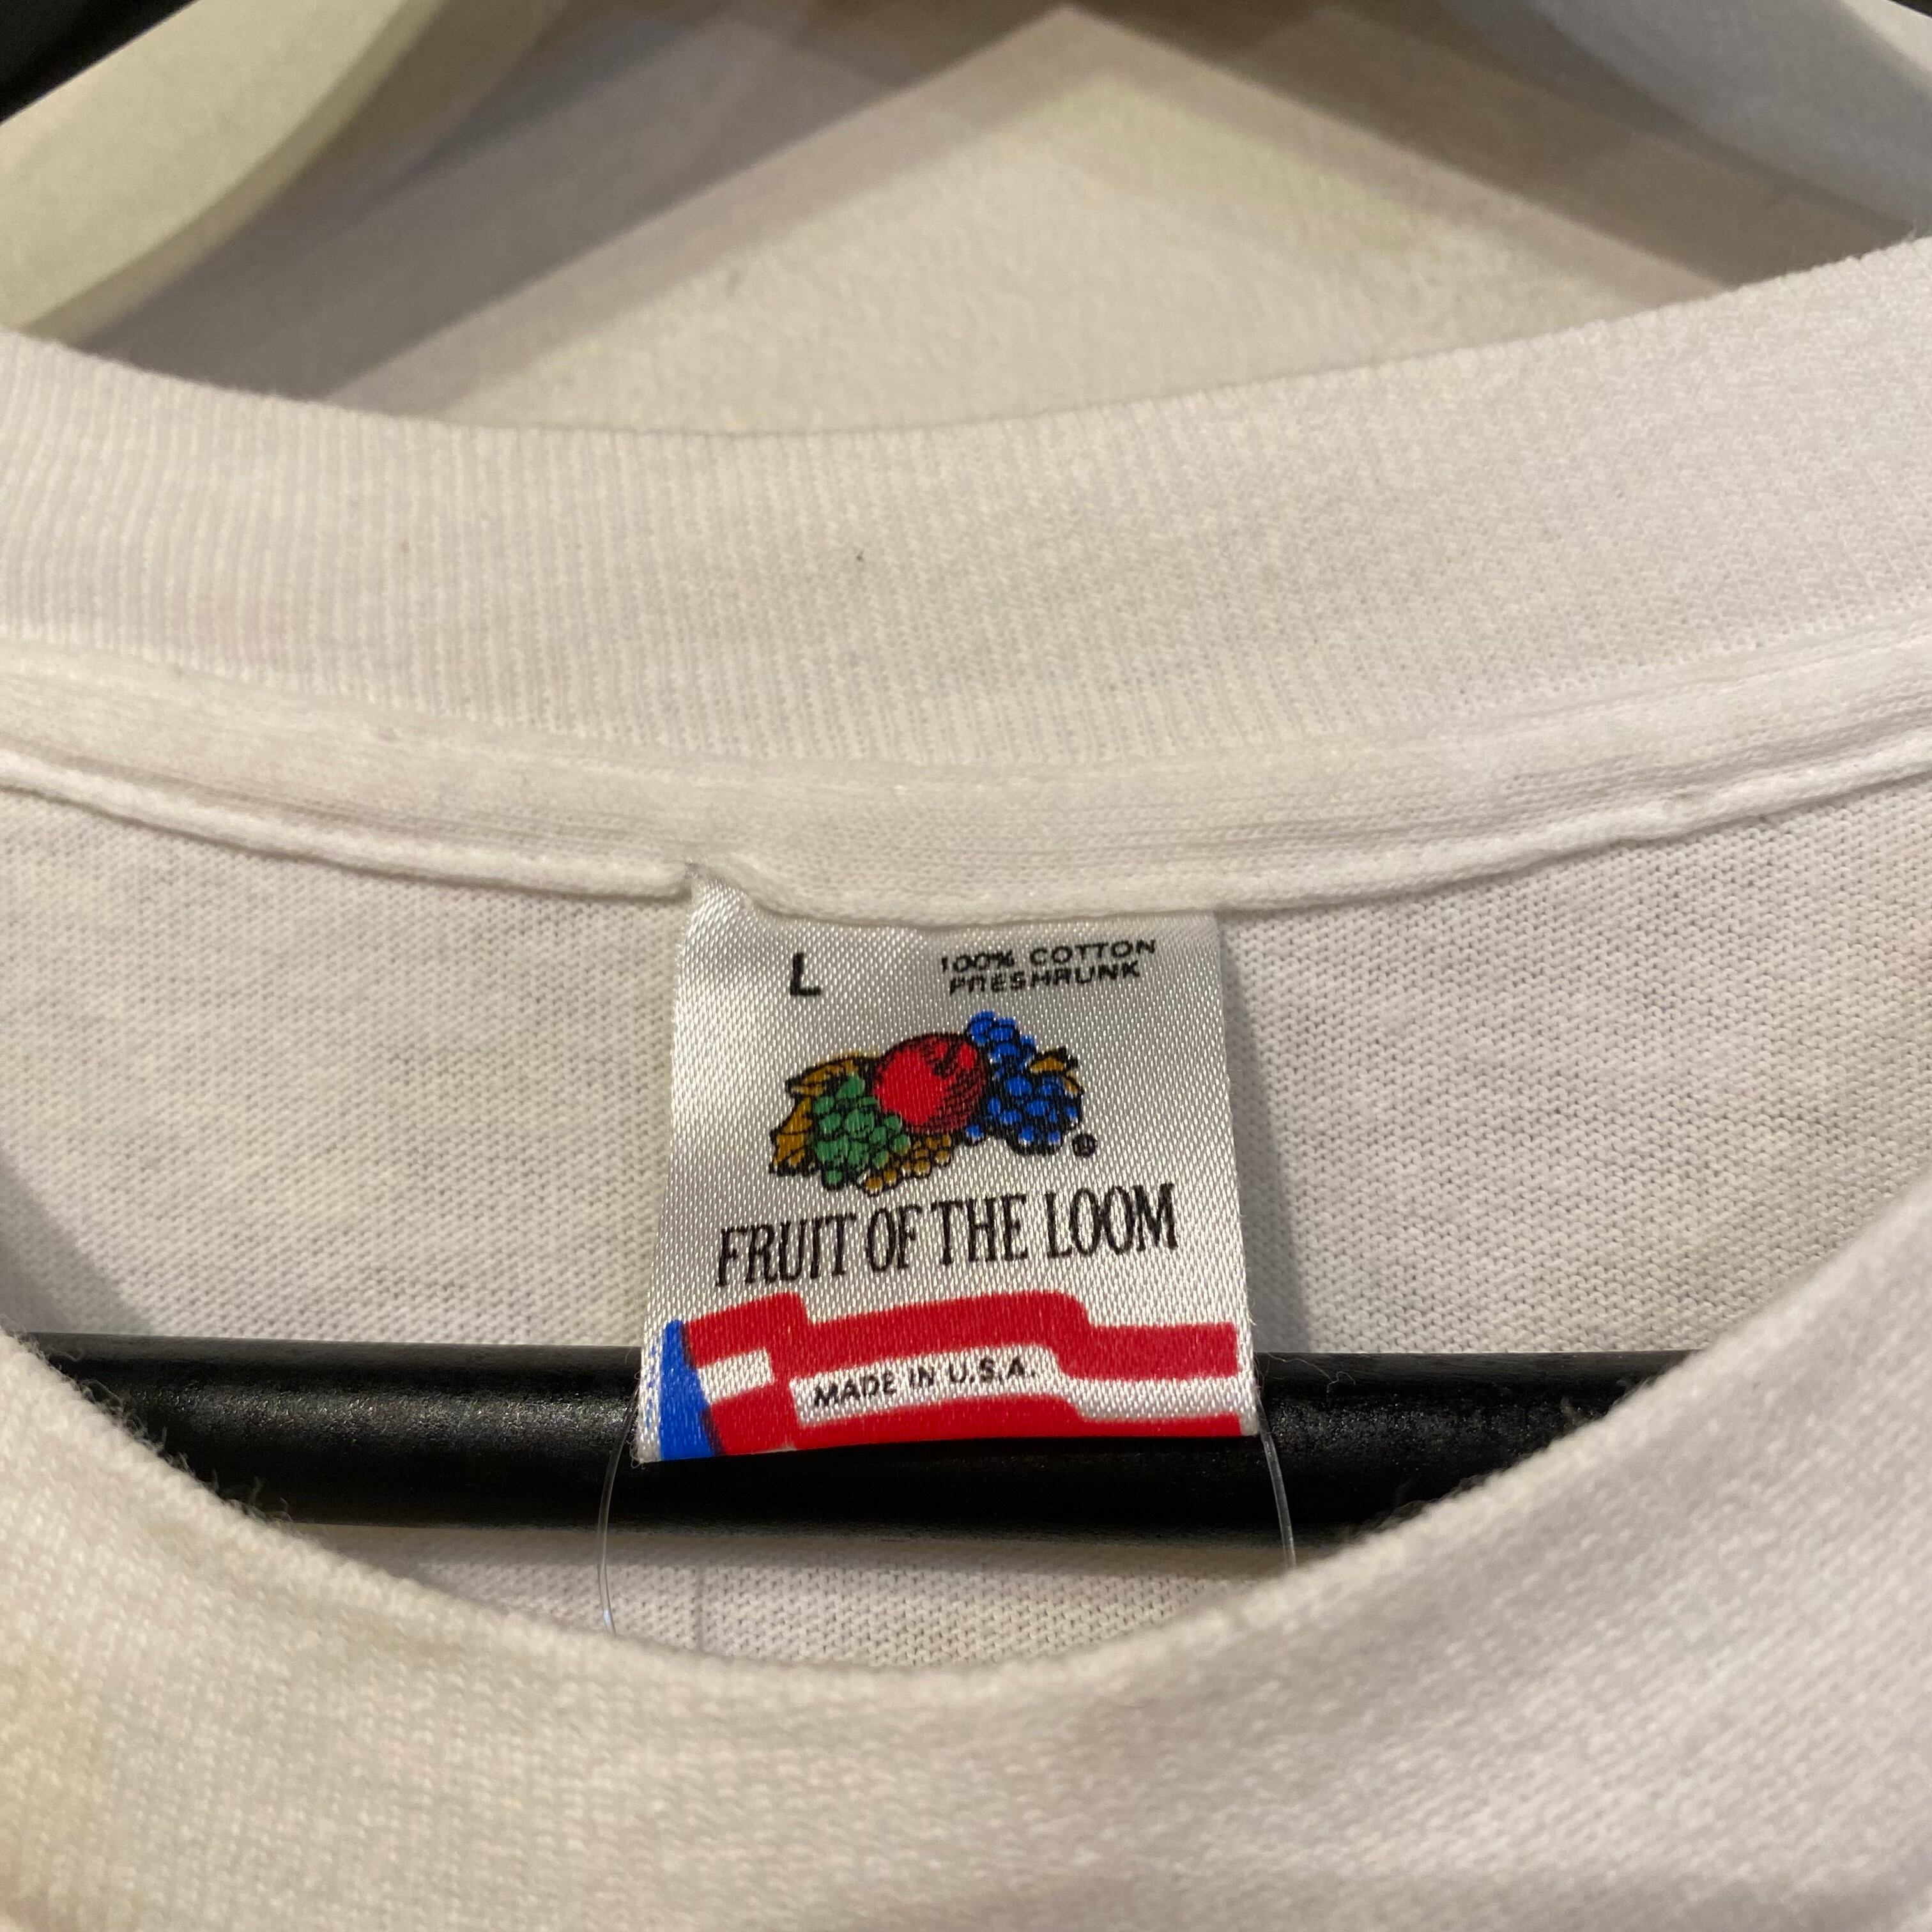 L
100% COTTON
PRESHRUNK
®
FRUIT OF THE LOOM
MADE IN U.S.A.